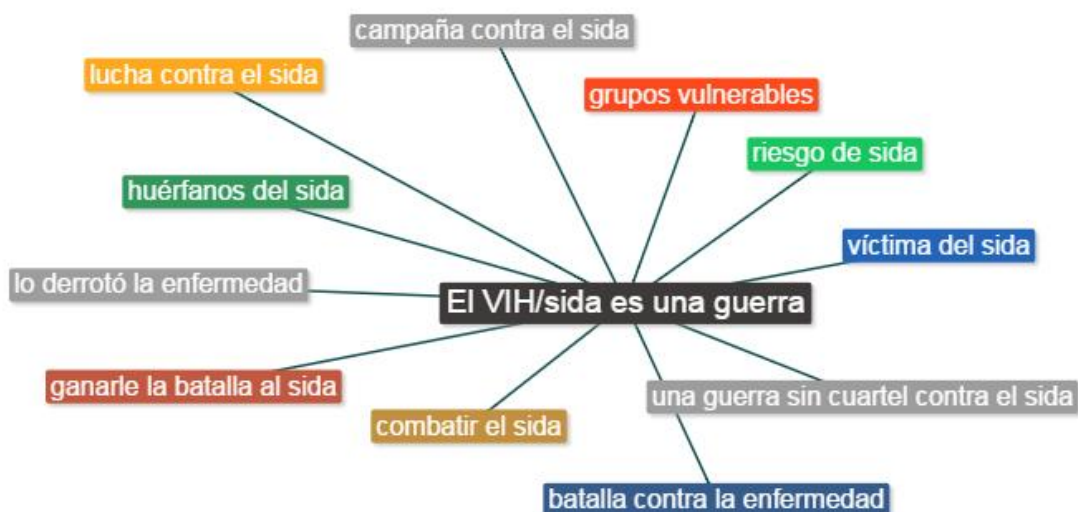 campaña contra el sida
lucha contra el sida
grupos vulnerables
riesgo de sida
huérfanos del sida
víctima del sida
lo derrotó la enfermedad
El VIH/sida es una guerra
ganarle la batalla al sida
una guerra sin cuartel contra el sida
combatir el sida
batalla contra la enfermedad